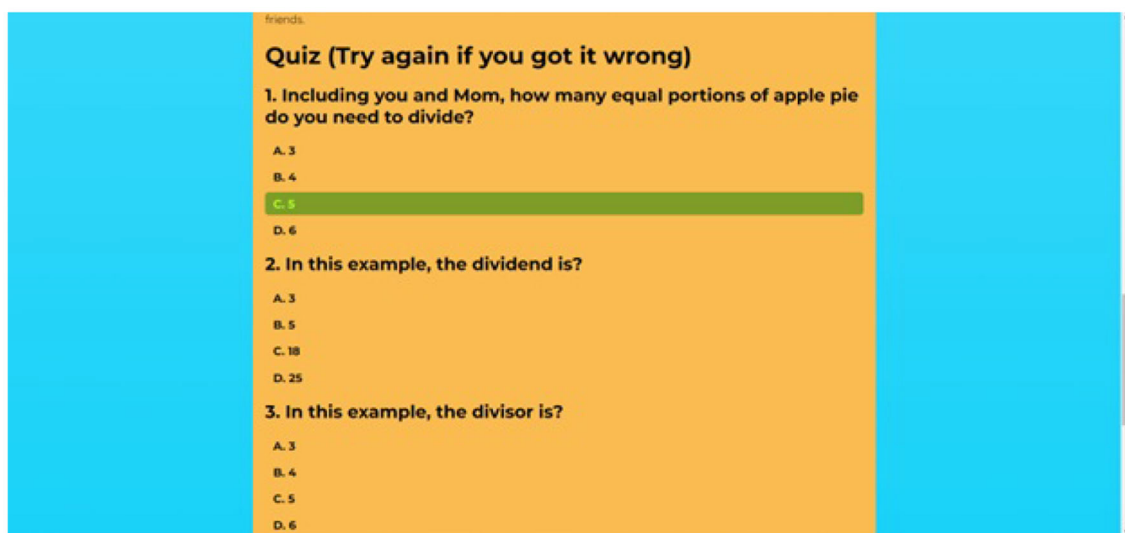 friends.
Quiz (Try again if you got it wrong)
1. Including you and Mom, how many equal portions of apple pie
do you need to divide?
A. 3
B. 4
C. 5
D. 6
2. In this example, the dividend is?
A. 3
B. 5
C. 18
D. 25
3. In this example, the divisor is?
A. 3
B. 4
C. 5
D. 6